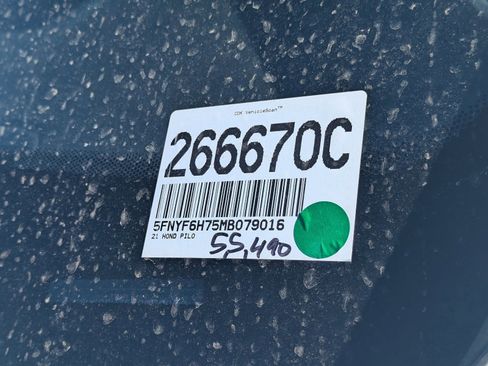 CDK VehicleScan™
266670C
5FNYF6H75MB079016
21 HOND PILO
55,490